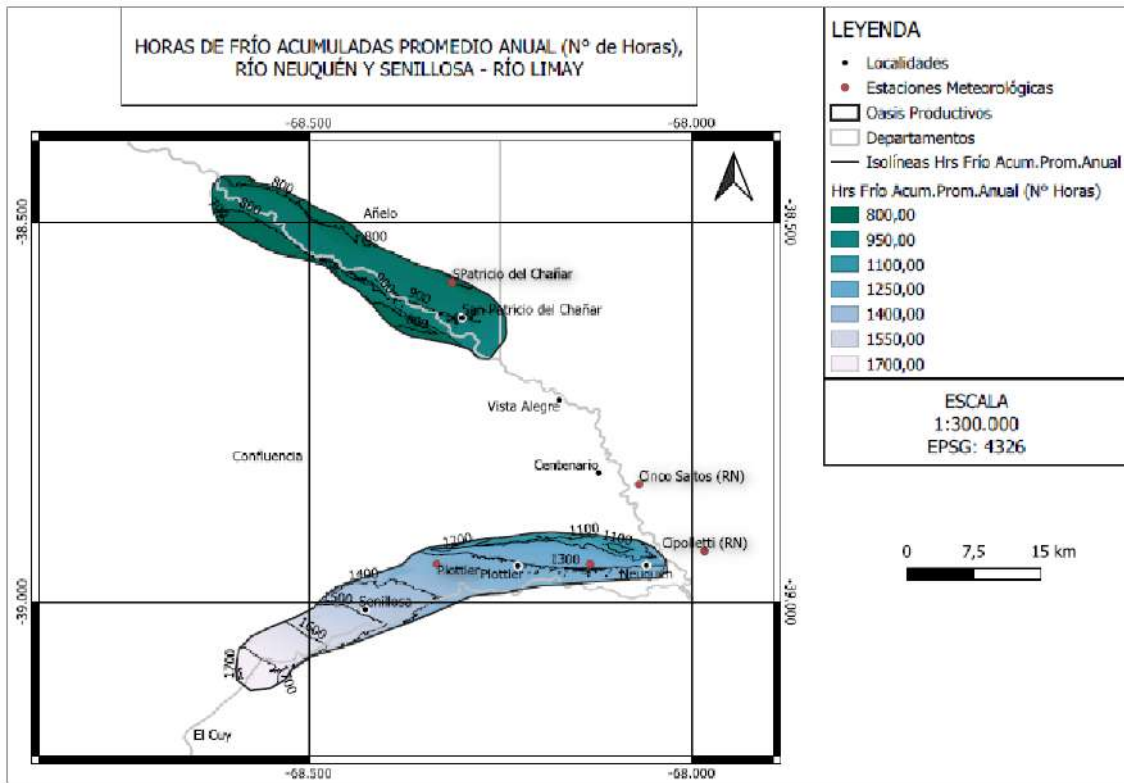 HORAS DE FRÍO ACUMULADAS PROMEDIO ANUAL (N° de Horas),
RÍO NEUQUÉN Y SENILLOSA - RÍO LIMAY
-68.500
-68.000
800
800
Añelo
-38.500
-38.500
800
SPatricio del Chañar
900
900
San Patricio del Chañar
Vista Alegre
Confluencia
Centenario
Cinco Saltos (RN)
1100
1100
Cipolletti (RN)
1300
Plottier
Plottier
Neuquén
1400
1500
Senillosa
-39.000
-39.000
1600
1700
El Cuy
-68.500
-68.000
LEYENDA
Localidades
Estaciones Meteorológicas
Oasis Productivos
Departamentos
Isolíneas Hrs Frío Acum.Prom.Anual
Hrs Frío Acum.Prom.Anual (N° Horas)
800,00
950,00
1100,00
1250,00
1400,00
1550,00
1700,00
ESCALA
1:300.000
EPSG: 4326
0 7,5 15 km